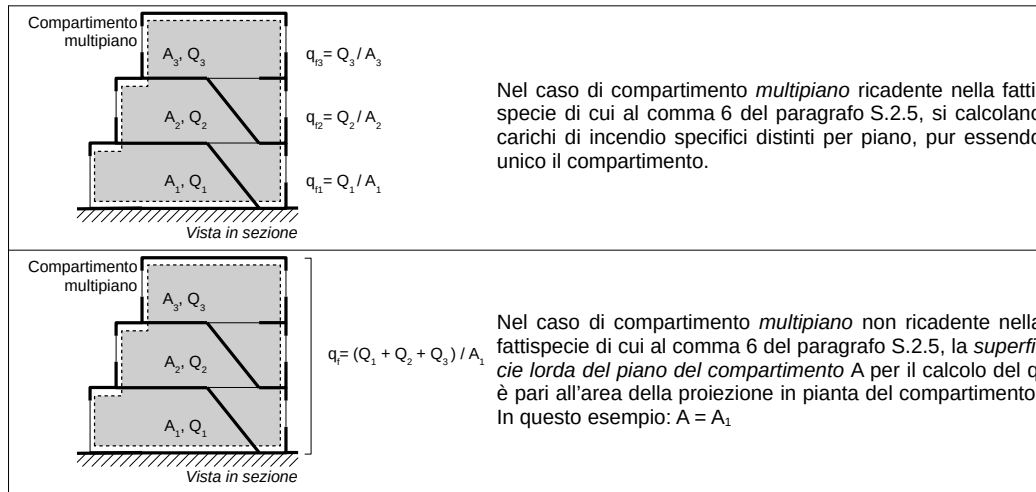 Compartimento
multipiano
A3, Q3
qf3= Q3 / A3
A2, Q2
qf2= Q2 / A2
A1, Q1
qf1= Q1 / A1
Vista in sezione
Nel caso di compartimento multipiano ricadente nella fatti-
specie di cui al comma 6 del paragrafo S.2.5, si calcolano
carichi di incendio specifici distinti per piano, pur essendo
unico il compartimento.
Compartimento
multipiano
A3, Q3
A2, Q2
qf= (Q1 + Q2 + Q3) / A1
A1, Q1
Vista in sezione
Nel caso di compartimento multipiano non ricadente nella
fattispecie di cui al comma 6 del paragrafo S.2.5, la superfi-
cie lorda del piano del compartimento A per il calcolo del q
è pari all’area della proiezione in pianta del compartimento
In questo esempio: A = A1